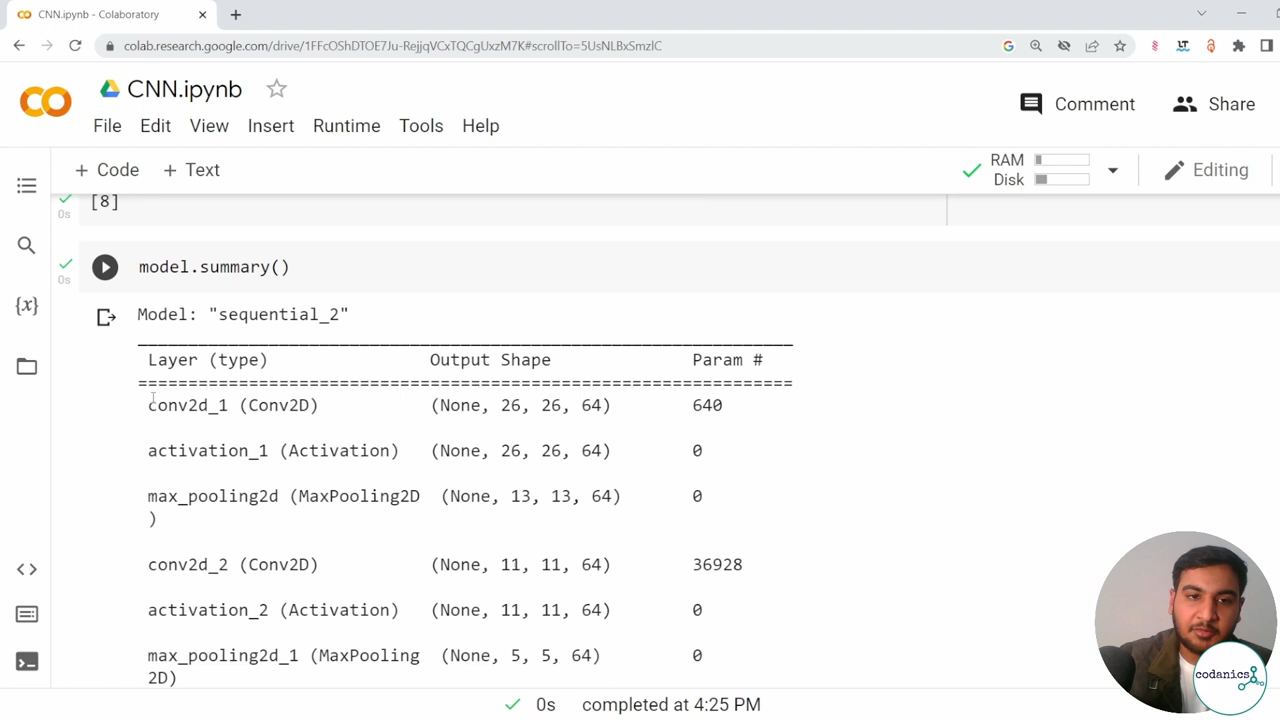 CNN.ipynb - Colaboratory
colab.research.google.com/drive/1FFcOShDTOE7Ju-RejjqVCxTQCgUxzM7K#scrollTo=5UsNLBxSmzlC
CNN.ipynb
Comment
Share
File Edit View Insert Runtime Tools Help
+ Code + Text
RAM
Disk
Editing
0s
[8]
0s
model.summary()
Model: "sequential_2"
Layer (type) Output Shape Param #
=================================================================
conv2d_1 (Conv2D) (None, 26, 26, 64) 640
activation_1 (Activation) (None, 26, 26, 64) 0
max_pooling2d (MaxPooling2D (None, 13, 13, 64) 0
)
conv2d_2 (Conv2D) (None, 11, 11, 64) 36928
activation_2 (Activation) (None, 11, 11, 64) 0
max_pooling2d_1 (MaxPooling (None, 5, 5, 64) 0
2D)
codanics
0s completed at 4:25 PM